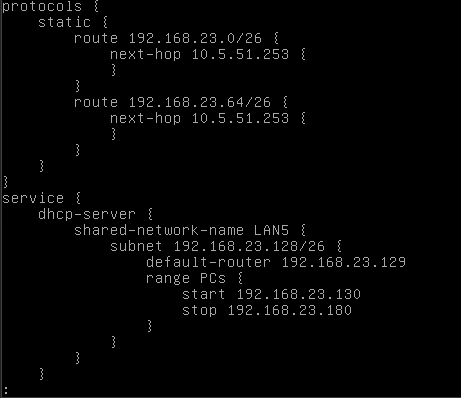 protocols {
    static {
        route 192.168.23.0/26 {
            next-hop 10.5.51.253 {
            }
        }
        route 192.168.23.64/26 {
            next-hop 10.5.51.253 {
            }
        }
    }
}
service {
    dhcp-server {
        shared-network-name LAN5 {
            subnet 192.168.23.128/26 {
                default-router 192.168.23.129
                range PCs {
                    start 192.168.23.130
                    stop 192.168.23.180
                }
            }
        }
    }
: